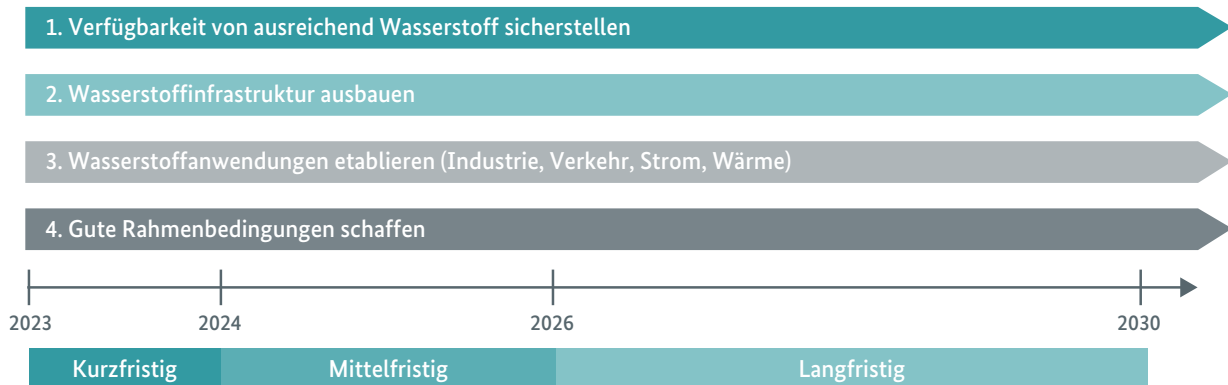 1. Verfügbarkeit von ausreichend Wasserstoff sicherstellen
2. Wasserstoffinfrastruktur ausbauen
3. Wasserstoffanwendungen etablieren (Industrie, Verkehr, Strom, Wärme)
4. Gute Rahmenbedingungen schaffen
2023 2024 2026 2030
Kurzfristig Mittelfristig Langfristig